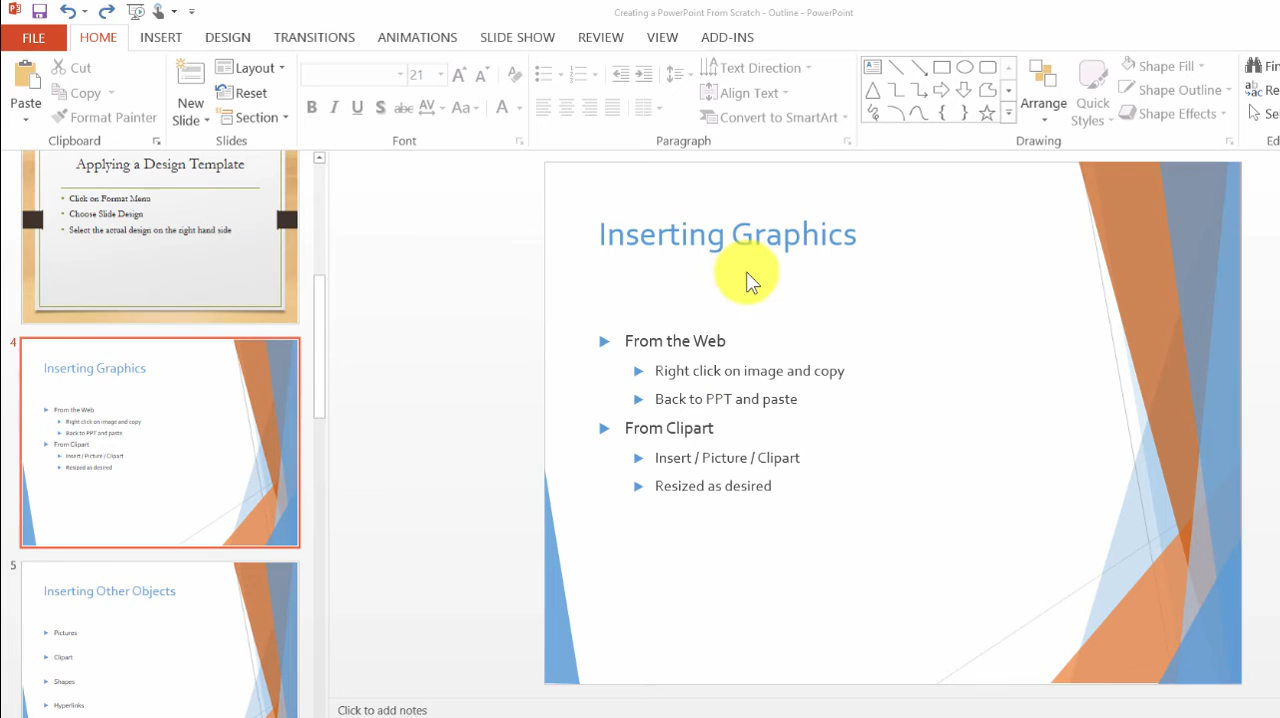 Creating a PowerPoint From Scratch - Outline - PowerPoint
FILE HOME INSERT DESIGN TRANSITIONS ANIMATIONS SLIDE SHOW REVIEW VIEW ADD-INS
Paste
Cut
Copy
Format Painter
Clipboard
New Slide
Layout
Reset
Section
Slides
21
B I U S abc AV Aa A
Font
Text Direction
Align Text
Convert to SmartArt
Paragraph
Arrange
Quick Styles
Shape Fill
Shape Outline
Shape Effects
Drawing
Applying a Design Template
Click on Format Menu
Choose Slide Design
Select the actual design on the right hand side
4
Inserting Graphics
From the Web
Right click on image and copy
Back to PPT and paste
From Clipart
Insert / Picture / Clipart
Resized as desired
5
Inserting Other Objects
Pictures
Clipart
Shapes
Hyperlinks
Inserting Graphics
From the Web
Right click on image and copy
Back to PPT and paste
From Clipart
Insert / Picture / Clipart
Resized as desired
Click to add notes